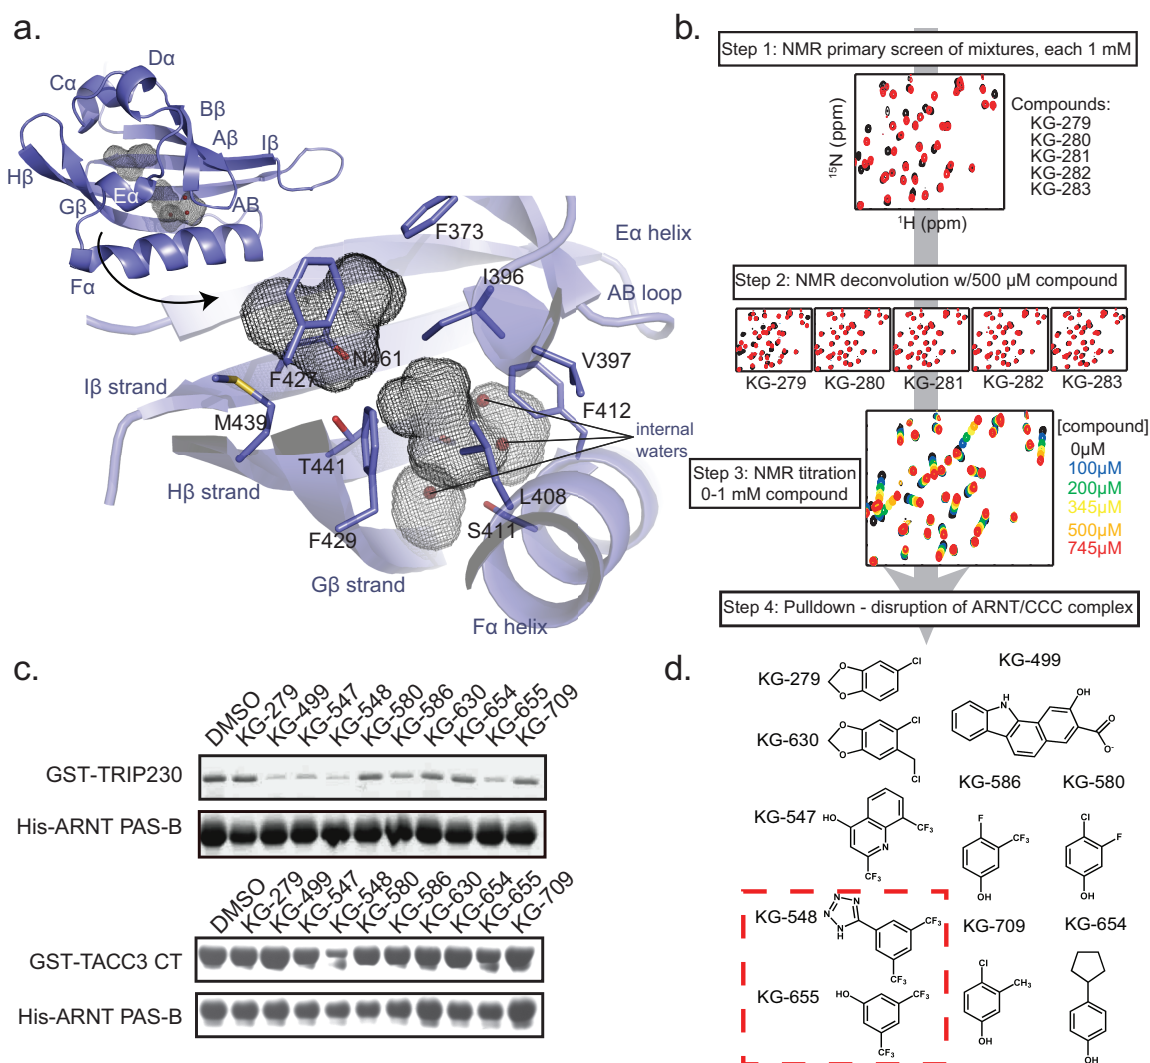 a.
Dα
Cα
Bβ
Aβ
Iβ
Hβ
Eα
Gβ
AB
Fα
F373
Eα helix
I396
AB loop
N461
F427
V397
Iβ strand
F412
M439
internal
waters
T441
Hβ strand
L408
S411
F429
Gβ strand
Fα helix
b.
Step 1: NMR primary screen of mixtures, each 1 mM
15N (ppm)
1H (ppm)
Compounds:
KG-279
KG-280
KG-281
KG-282
KG-283
Step 2: NMR deconvolution w/500 µM compound
KG-279 KG-280 KG-281 KG-282 KG-283
Step 3: NMR titration
0-1 mM compound
[compound]
0µM
100µM
200µM
345µM
500µM
745µM
Step 4: Pulldown - disruption of ARNT/CCC complex
c.
DMSO KG-279 KG-499 KG-547 KG-548 KG-580 KG-586 KG-630 KG-654 KG-655 KG-709
GST-TRIP230
His-ARNT PAS-B
DMSO KG-279 KG-499 KG-547 KG-548 KG-580 KG-586 KG-630 KG-654 KG-655 KG-709
GST-TACC3 CT
His-ARNT PAS-B
d.
KG-279
O
O
Cl
KG-499
H
N
OH
O
O-
KG-630
O
O
Cl
Cl
KG-547
HO
N
CF3
CF3
KG-586
F
CF3
OH
KG-580
Cl
F
OH
KG-548
N
N
N
N
H
CF3
CF3
KG-655
HO
CF3
CF3
KG-709
Cl
CH3
OH
KG-654
OH